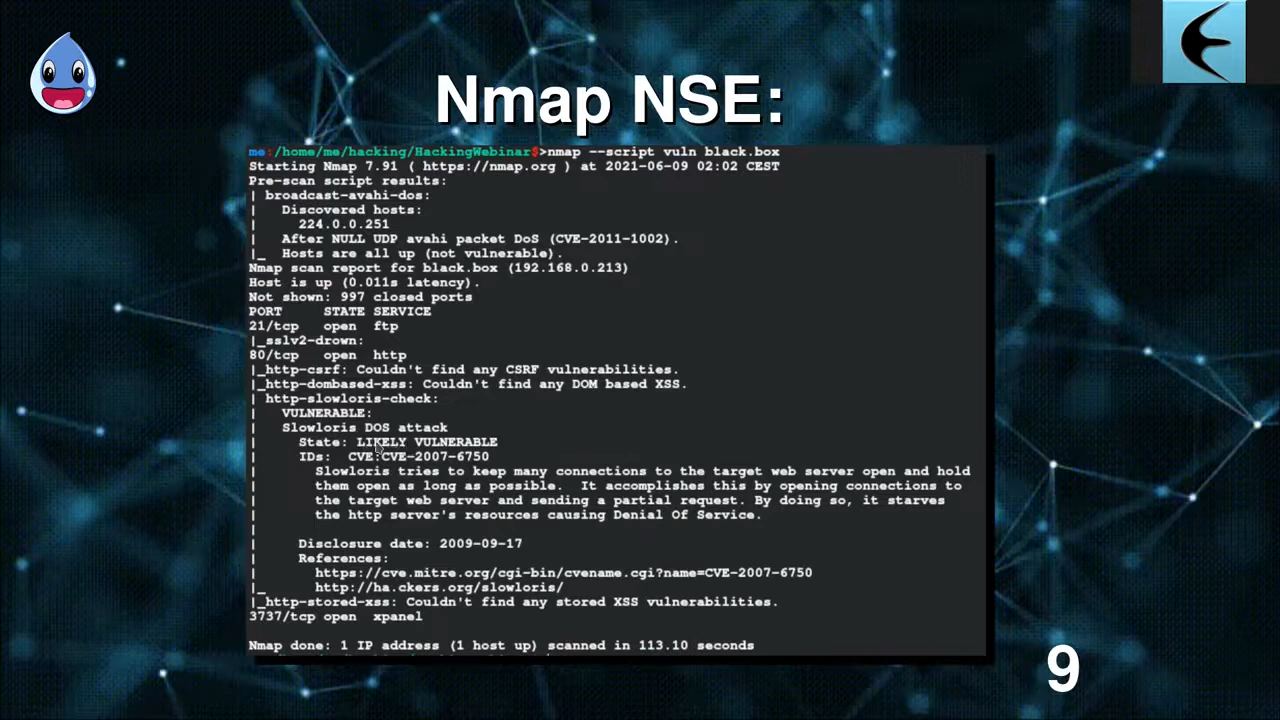 Nmap NSE:
me:/home/me/hacking/HackingWebinar$>nmap --script vuln black.box
Starting Nmap 7.91 ( https://nmap.org ) at 2021-06-09 02:02 CEST
Pre-scan script results:
| broadcast-avahi-dos:
|   Discovered hosts:
|     224.0.0.251
|   After NULL UDP avahi packet DoS (CVE-2011-1002).
|_  Hosts are all up (not vulnerable).
Nmap scan report for black.box (192.168.0.213)
Host is up (0.011s latency).
Not shown: 997 closed ports
PORT     STATE SERVICE
21/tcp   open  ftp
|_sslv2-drown:
80/tcp   open  http
|_http-csrf: Couldn't find any CSRF vulnerabilities.
|_http-dombased-xss: Couldn't find any DOM based XSS.
| http-slowloris-check:
|   VULNERABLE:
|   Slowloris DOS attack
|     State: LIKELY VULNERABLE
|     IDs:  CVE:CVE-2007-6750
|       Slowloris tries to keep many connections to the target web server open and hold
|       them open as long as possible.  It accomplishes this by opening connections to
|       the target web server and sending a partial request. By doing so, it starves
|       the http server's resources causing Denial Of Service.
|
|     Disclosure date: 2009-09-17
|     References:
|       https://cve.mitre.org/cgi-bin/cvename.cgi?name=CVE-2007-6750
|_      http://ha.ckers.org/slowloris/
|_http-stored-xss: Couldn't find any stored XSS vulnerabilities.
3737/tcp open  xpanel
Nmap done: 1 IP address (1 host up) scanned in 113.10 seconds
9